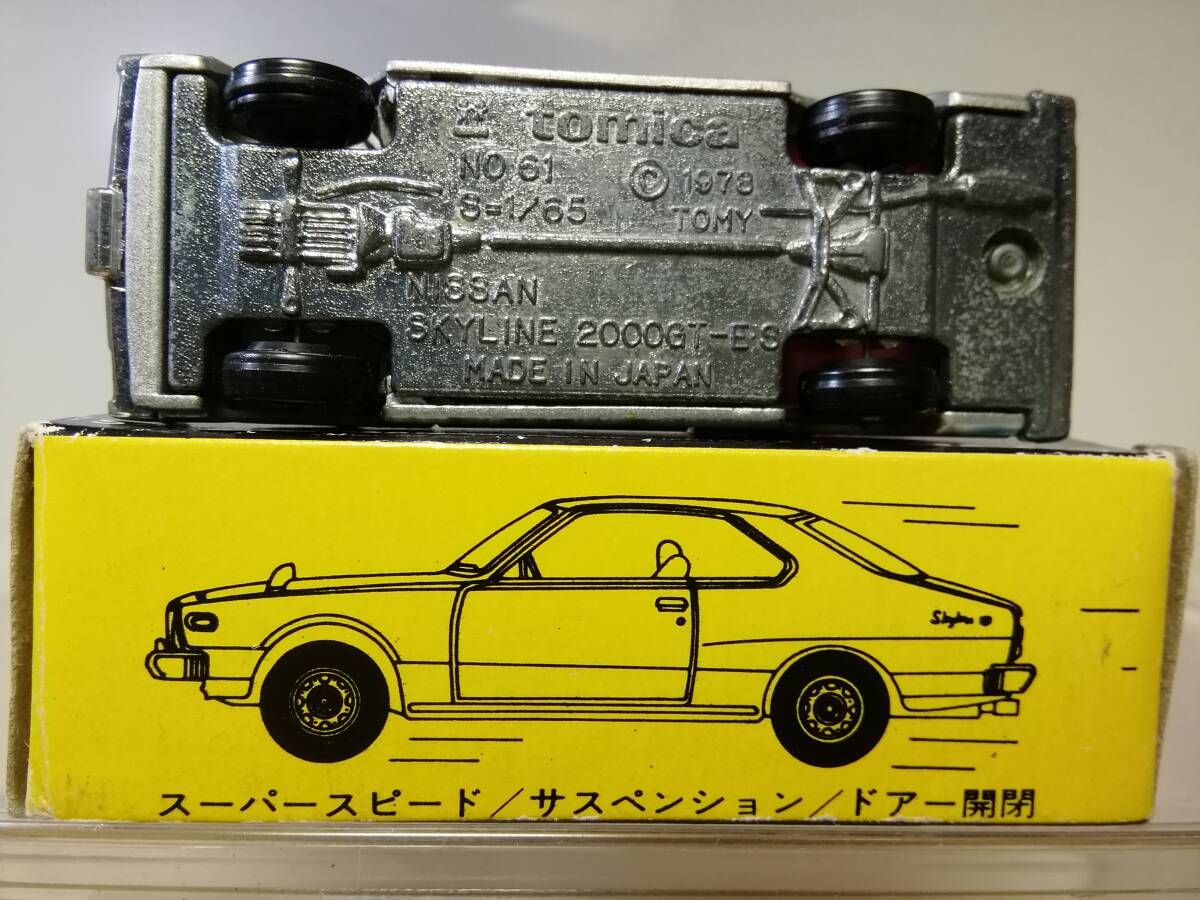 tomica
NO 61
© 1978
S=1/65
TOMY
NISSAN
SKYLINE 2000GT-E·S
MADE IN JAPAN
Skyline
スーパースピード/サスペンション/ドアー開閉